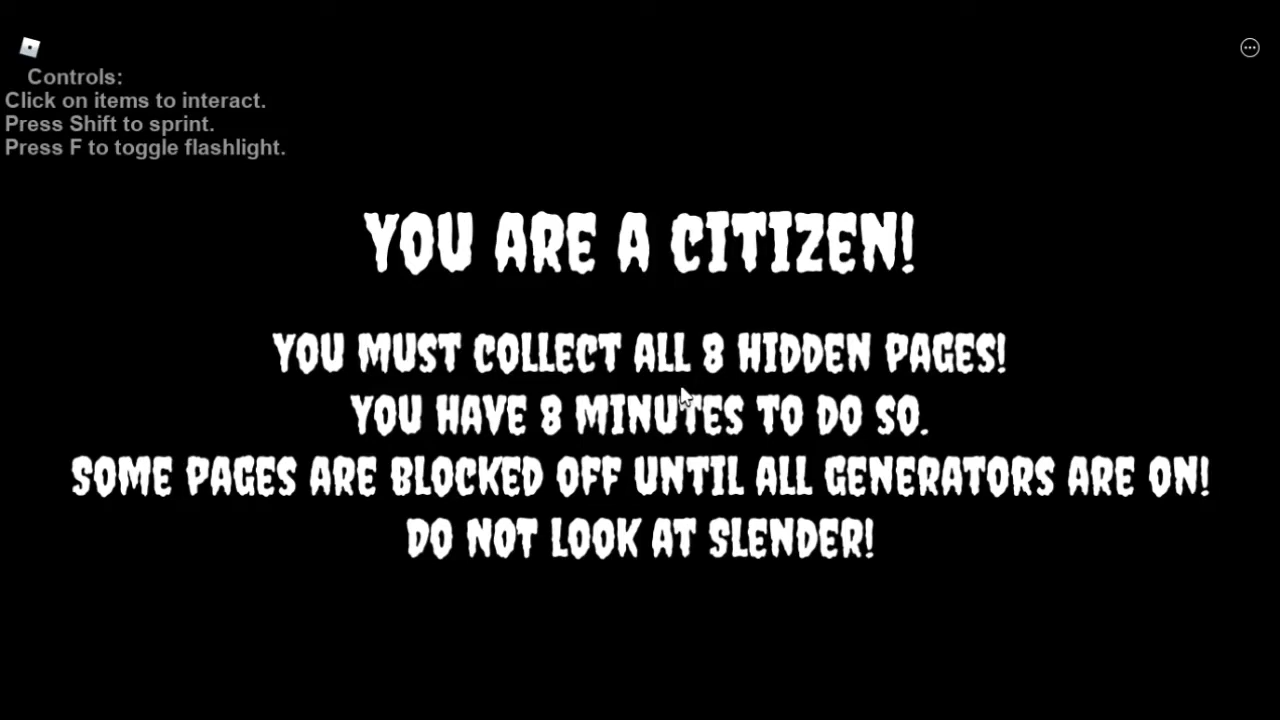 Controls:
Click on items to interact.
Press Shift to sprint.
Press F to toggle flashlight.
YOU ARE A CITIZEN!
YOU MUST COLLECT ALL 8 HIDDEN PAGES!
YOU HAVE 8 MINUTES TO DO SO.
SOME PAGES ARE BLOCKED OFF UNTIL ALL GENERATORS ARE ON!
DO NOT LOOK AT SLENDER!